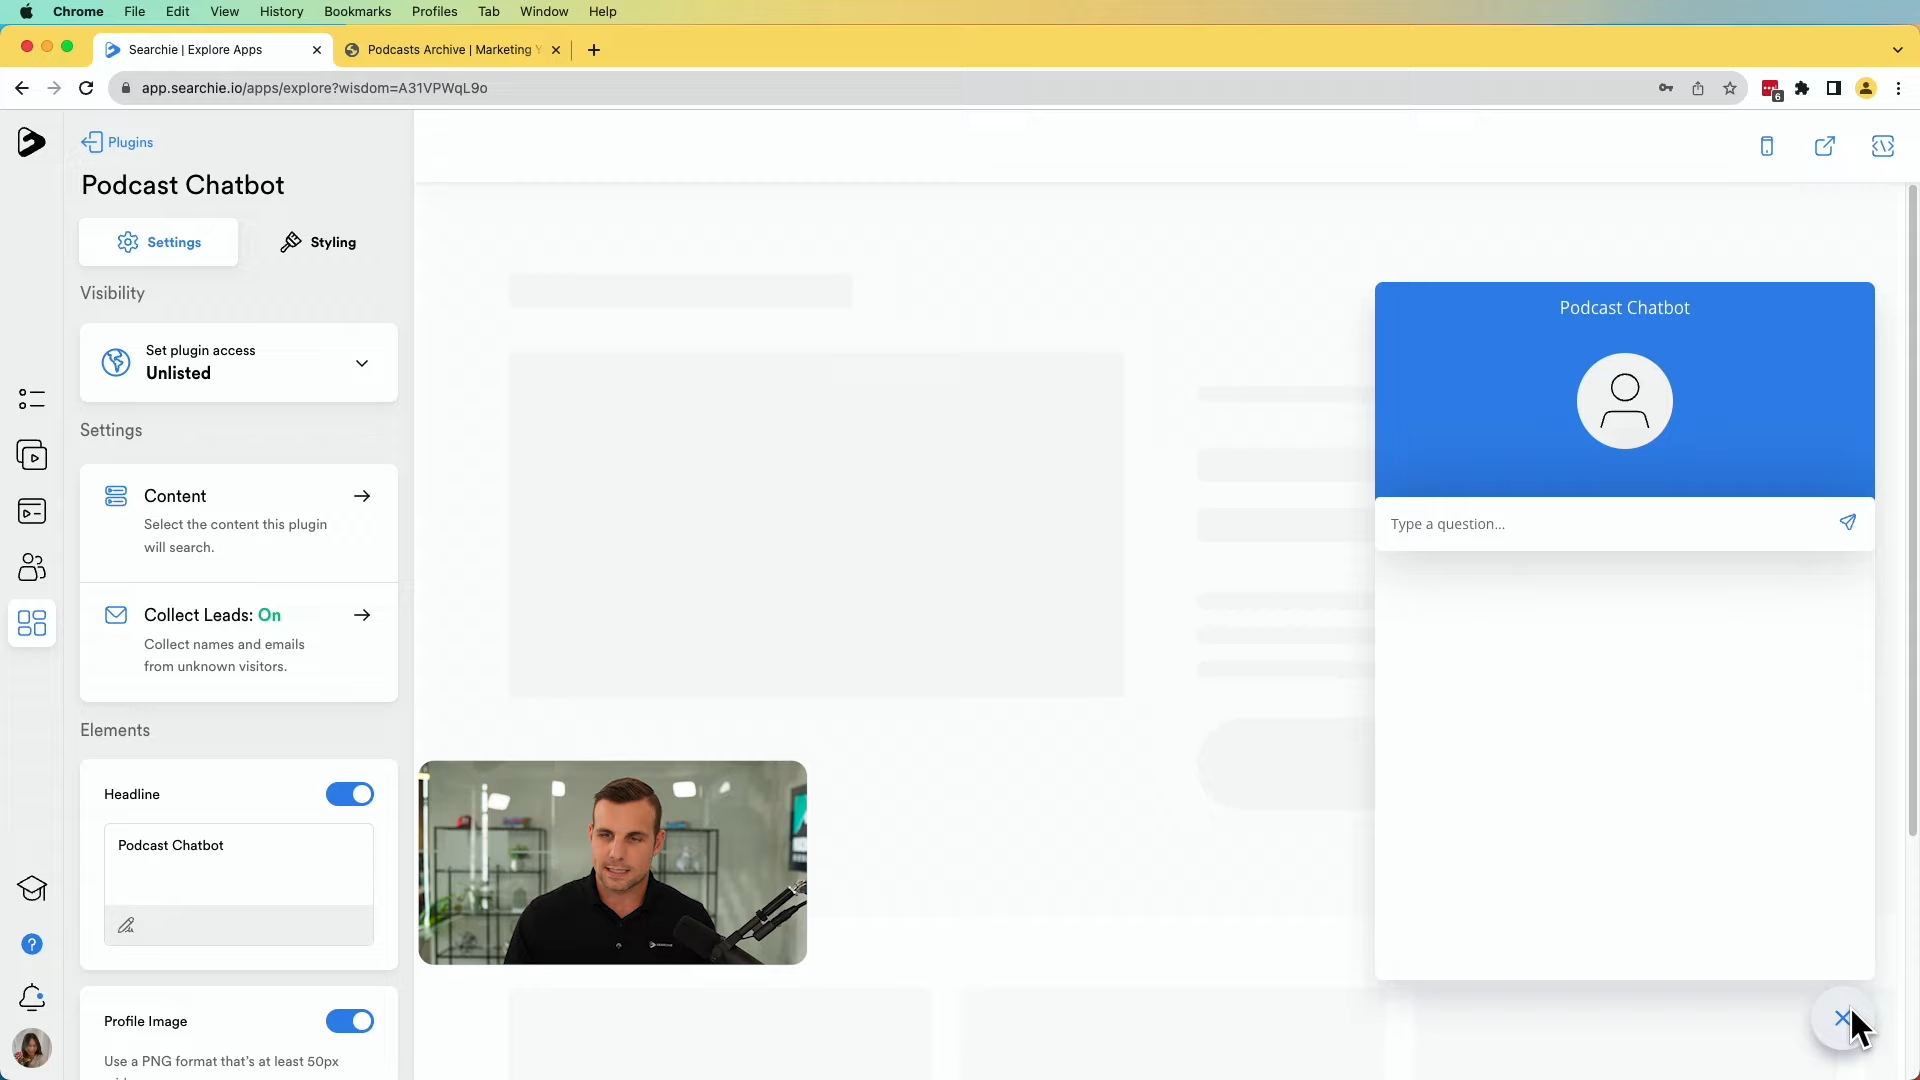 Chrome File Edit View History Bookmarks Profiles Tab Window Help
Searchie | Explore Apps
Podcasts Archive | Marketing
app.searchie.io/apps/explore?wisdom=A31VPWqL9o
6
Plugins
Podcast Chatbot
Settings
Styling
Visibility
Set plugin access
Unlisted
Settings
Content
Select the content this plugin
will search.
Collect Leads: On
Collect names and emails
from unknown visitors.
Elements
Headline
Podcast Chatbot
Profile Image
Use a PNG format that's at least 50px
Podcast Chatbot
Type a question...
?